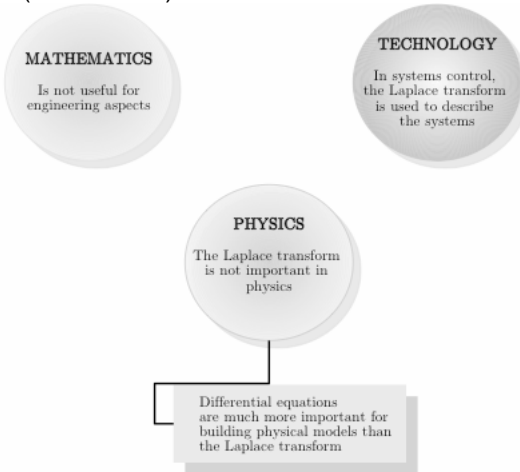 MATHEMATICS
Is not useful for
engineering aspects
TECHNOLOGY
In systems control,
the Laplace transform
is used to describe
the systems
PHYSICS
The Laplace transform
is not important in
physics
Differential equations
are much more important for
building physical models than
the Laplace transform